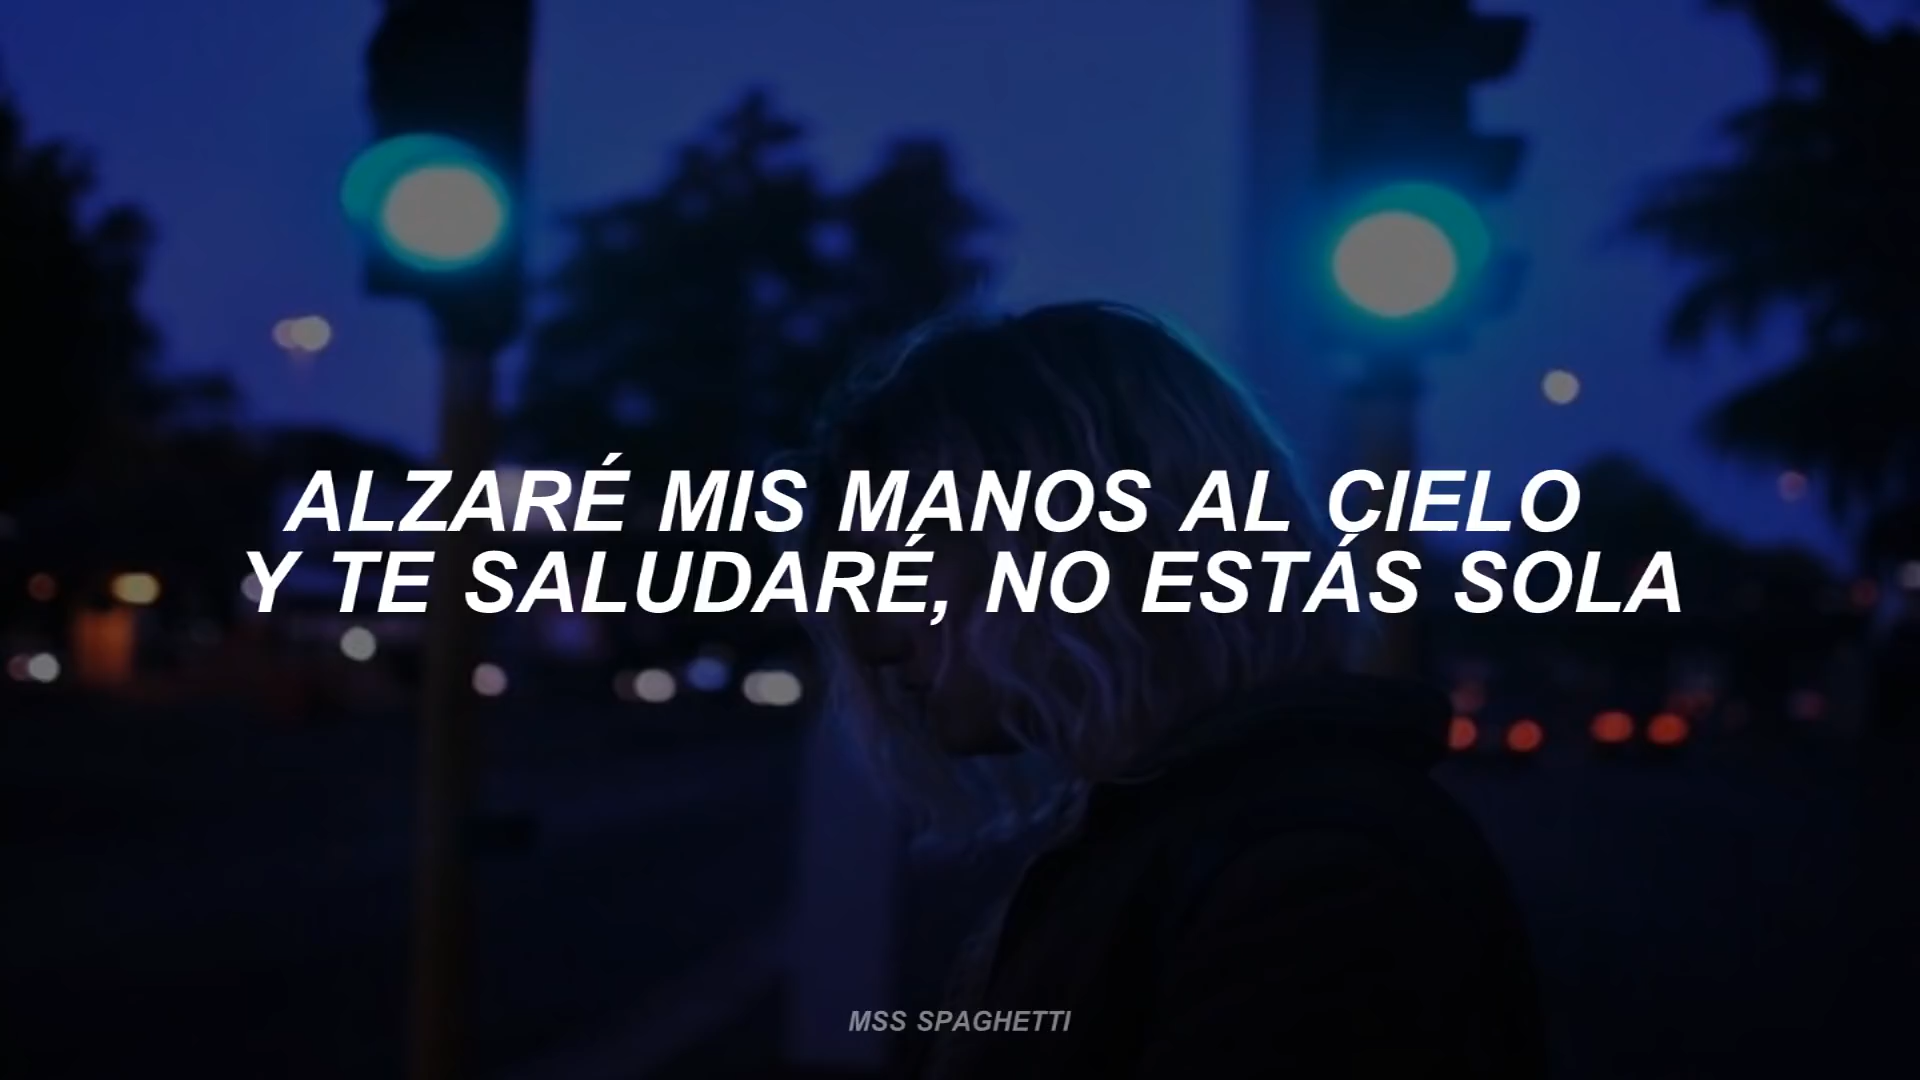 ALZARÉ MIS MANOS AL CIELO
Y TE SALUDARÉ, NO ESTÁS SOLA
MSS SPAGHETTI